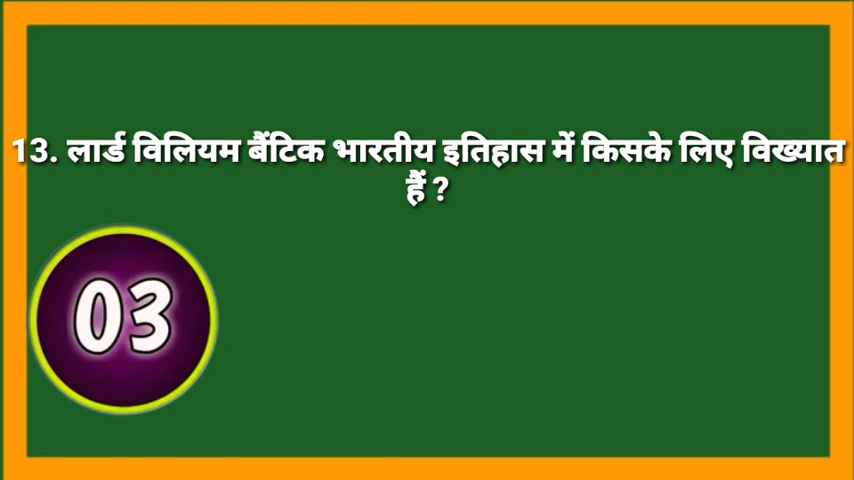 13. लार्ड विलियम बैंटिक भारतीय इतिहास में किसके लिए विख्यात
हैं ?
03